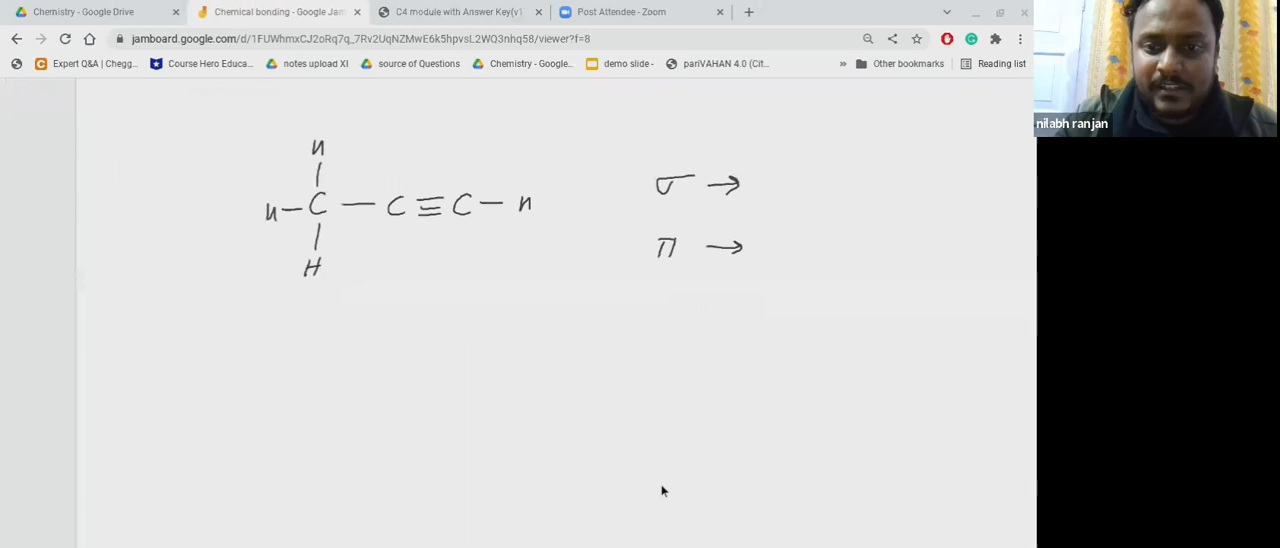 Chemistry - Google Drive
Chemical bonding - Google Jam
C4 module with Answer Key(v1
Post Attendee - Zoom
jamboard.google.com/d/1FUWhmxCJ2oRq7q_7Rv2UqNZMwE6k5hpvsL2WQ3nhq58/viewer?f=8
Expert Q&A | Chegg...
Course Hero Educa...
notes upload XI
source of Questions
Chemistry - Google...
demo slide -
pariVAHAN 4.0 (Cit...
»
Other bookmarks
Reading list
nilabh ranjan
H
H – C — C ≡ C – H
H
σ →
π →